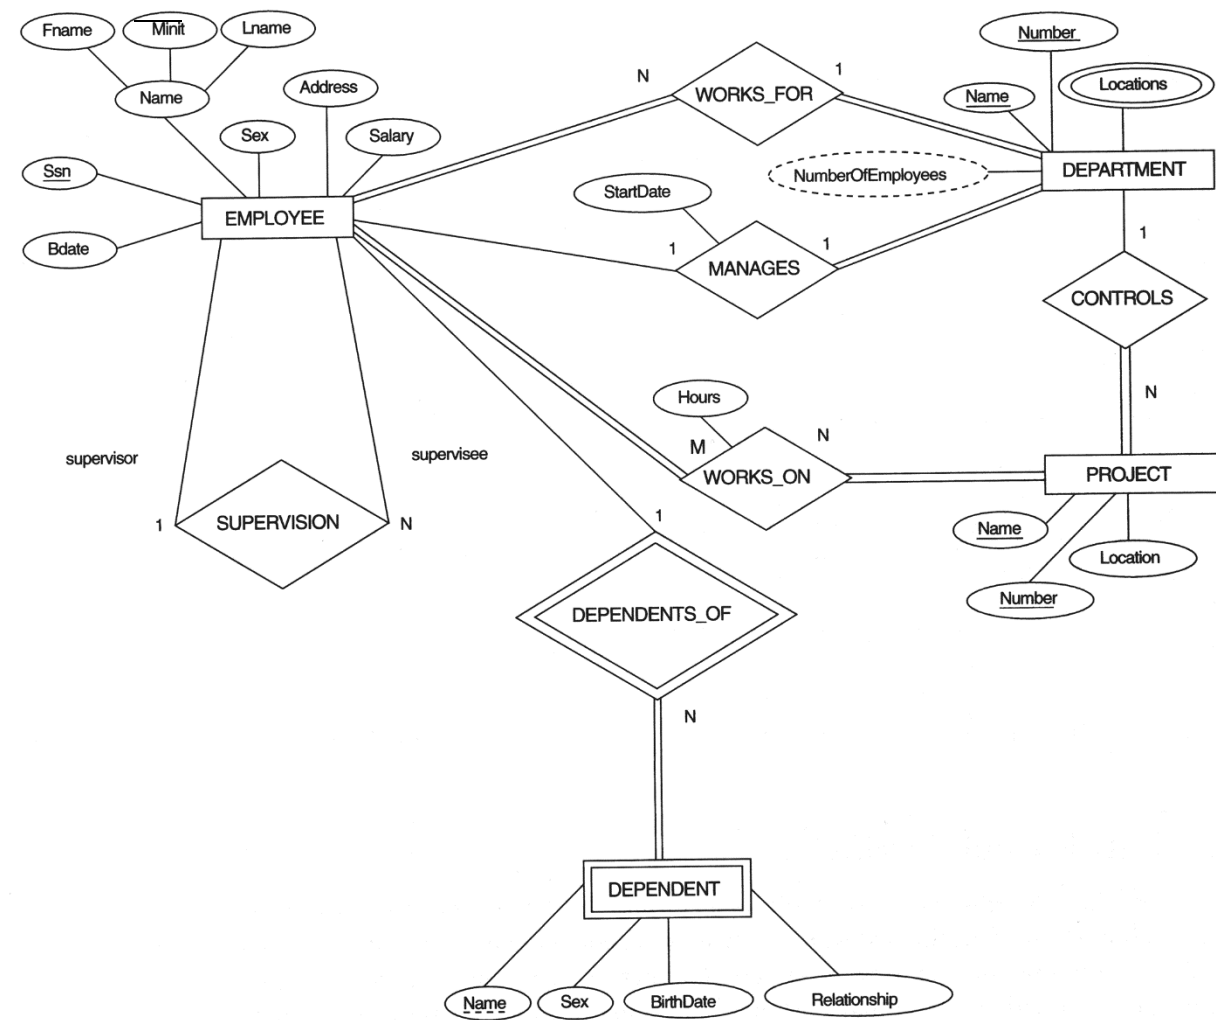 Fname
Minit
Lname
Number
Name
Address
N
1
WORKS_FOR
Locations
Name
Sex
Salary
Ssn
StartDate
NumberOfEmployees
DEPARTMENT
EMPLOYEE
Bdate
1
1
MANAGES
1
CONTROLS
Hours
N
supervisor
supervisee
M
N
WORKS_ON
PROJECT
1
SUPERVISION
N
1
Name
Location
Number
DEPENDENTS_OF
N
DEPENDENT
Name
Sex
BirthDate
Relationship